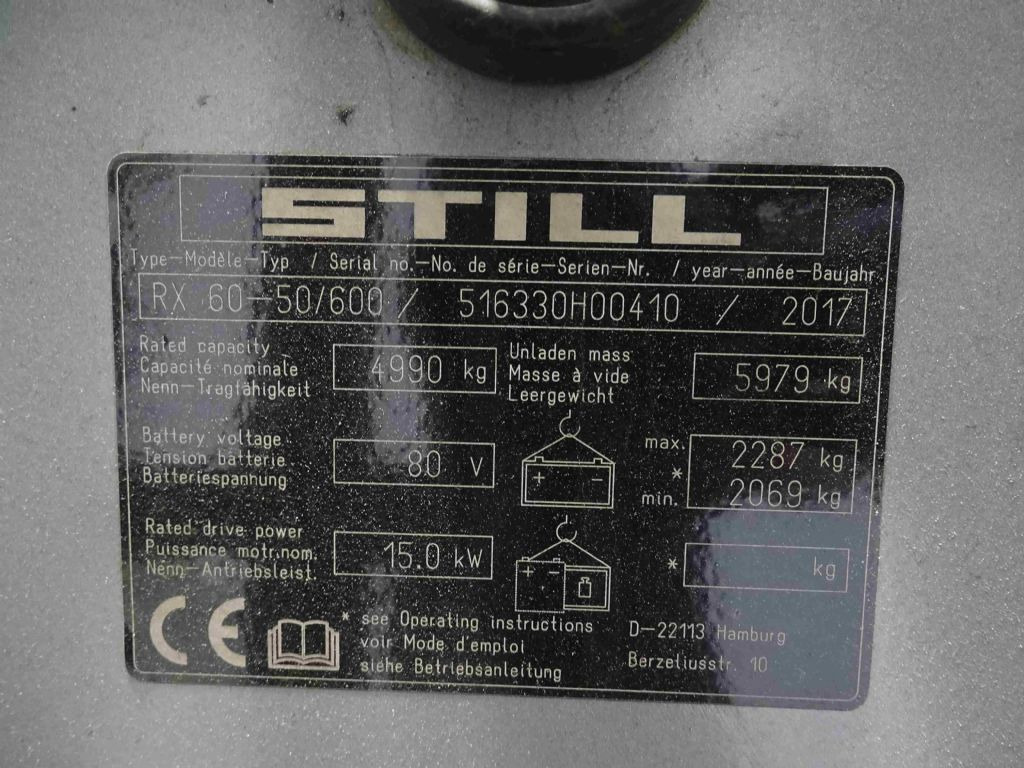 STILL
Type–Modèle–Typ / Serial no.–No. de série–Serien–Nr. / year–année–Baujahr
RX 60–50/600 / 516330H00410 / 2017
Rated capacity
Capacité nominale
Nenn–Tragfähigkeit
4990 kg
Unladen mass
Masse à vide
Leergewicht
5979 kg
Battery voltage
Tension batterie
Batteriespannung
80 V
+ –
max.
*
min.
2287 kg
2069 kg
Rated drive power
Puissance motr.nom.
Nenn–Antriebsleist.
15.0 kW
+ –
* kg
CE
* see Operating instructions
voir Mode d'emploi
siehe Betriebsanleitung
D–22113 Hamburg
Berzeliusstr. 10